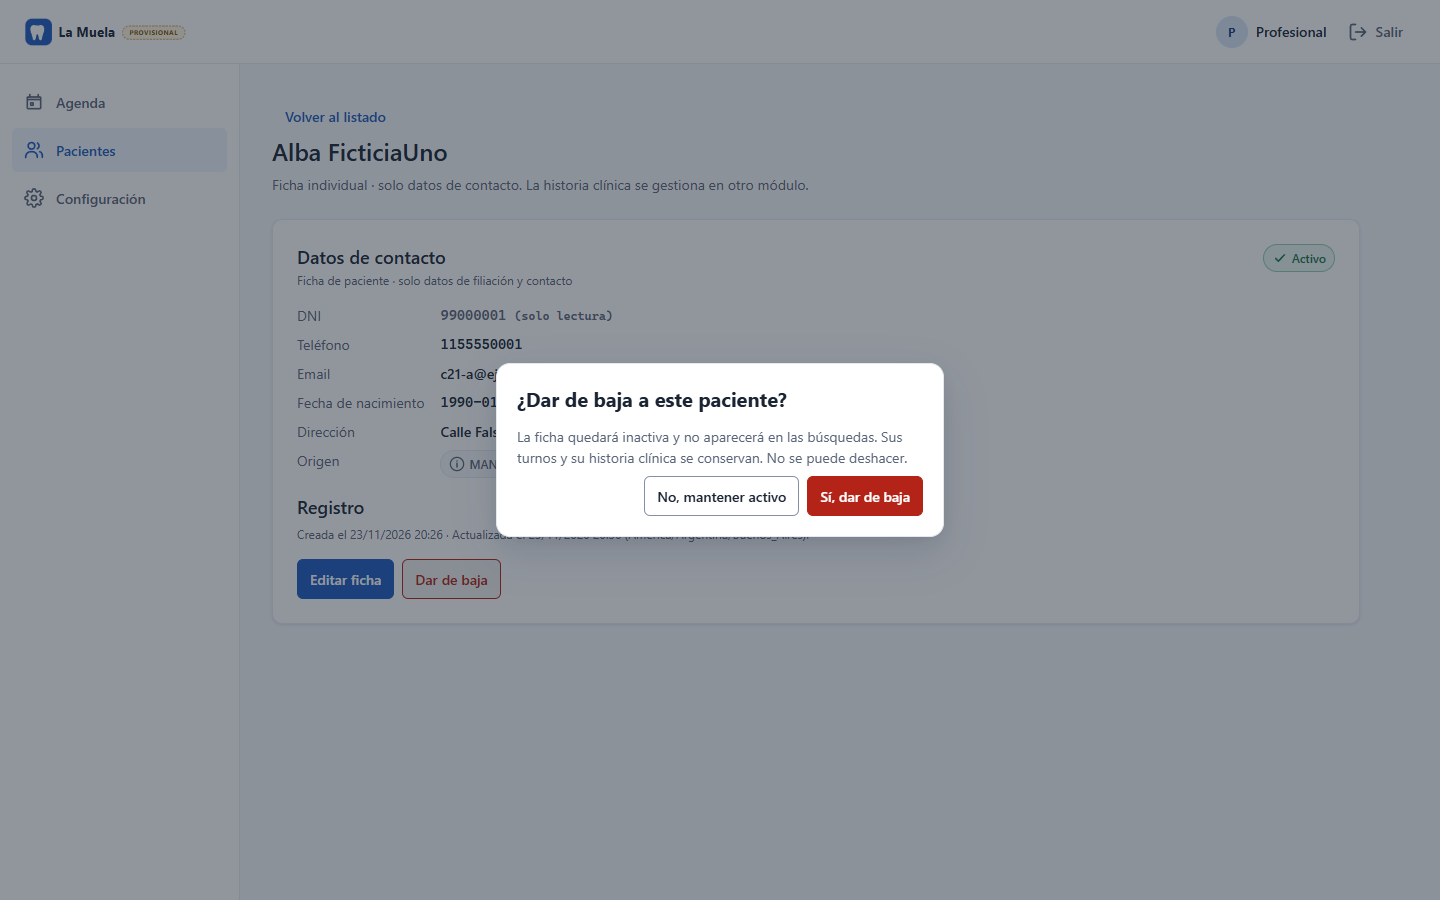 La Muela PROVISIONAL
P Profesional Salir
Agenda
Pacientes
Configuración
Volver al listado
Alba FicticiaUno
Ficha individual · solo datos de contacto. La historia clínica se gestiona en otro módulo.
Datos de contacto
Activo
Ficha de paciente · solo datos de filiación y contacto
DNI 99000001 (solo lectura)
Teléfono 1155550001
Email
Fecha de nacimiento
Dirección Calle
Origen
¿Dar de baja a este paciente?
La ficha quedará inactiva y no aparecerá en las búsquedas. Sus
turnos y su historia clínica se conservan. No se puede deshacer.
No, mantener activo
Sí, dar de baja
Registro
Creada el 23/11/2026 20:26 ·
Editar ficha
Dar de baja